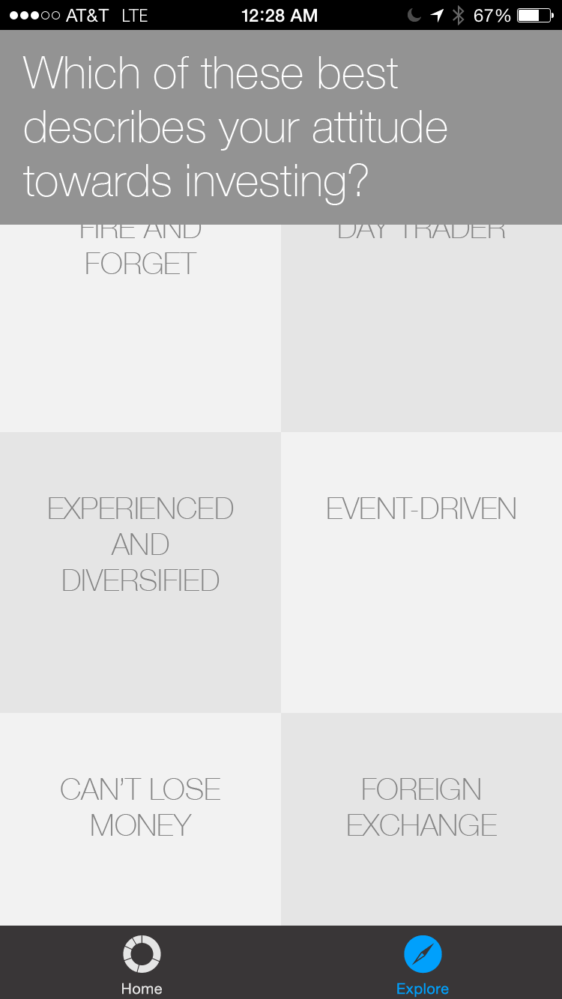 AT&T LTE 12:28 AM 67%
Which of these best
describes your attitude
towards investing?
FIRE AND
FORGET
DAY TRADER
EXPERIENCED
AND
DIVERSIFIED
EVENT-DRIVEN
CAN'T LOSE
MONEY
FOREIGN
EXCHANGE
Home
Explore